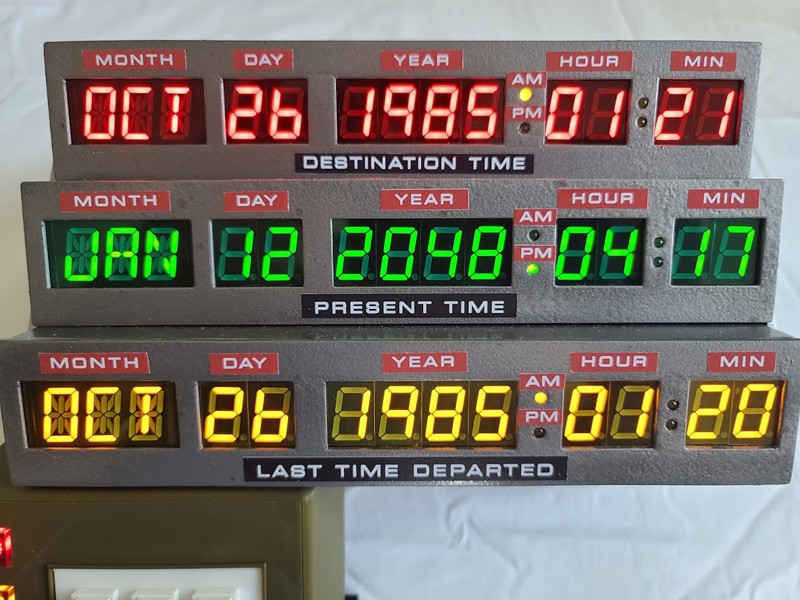 MONTH DAY YEAR HOUR MIN
OCT 26 1985 AM PM 01 21
DESTINATION TIME
MONTH DAY YEAR HOUR MIN
JAN 12 2048 AM PM 04 17
PRESENT TIME
MONTH DAY YEAR HOUR MIN
OCT 26 1985 AM PM 01 20
LAST TIME DEPARTED